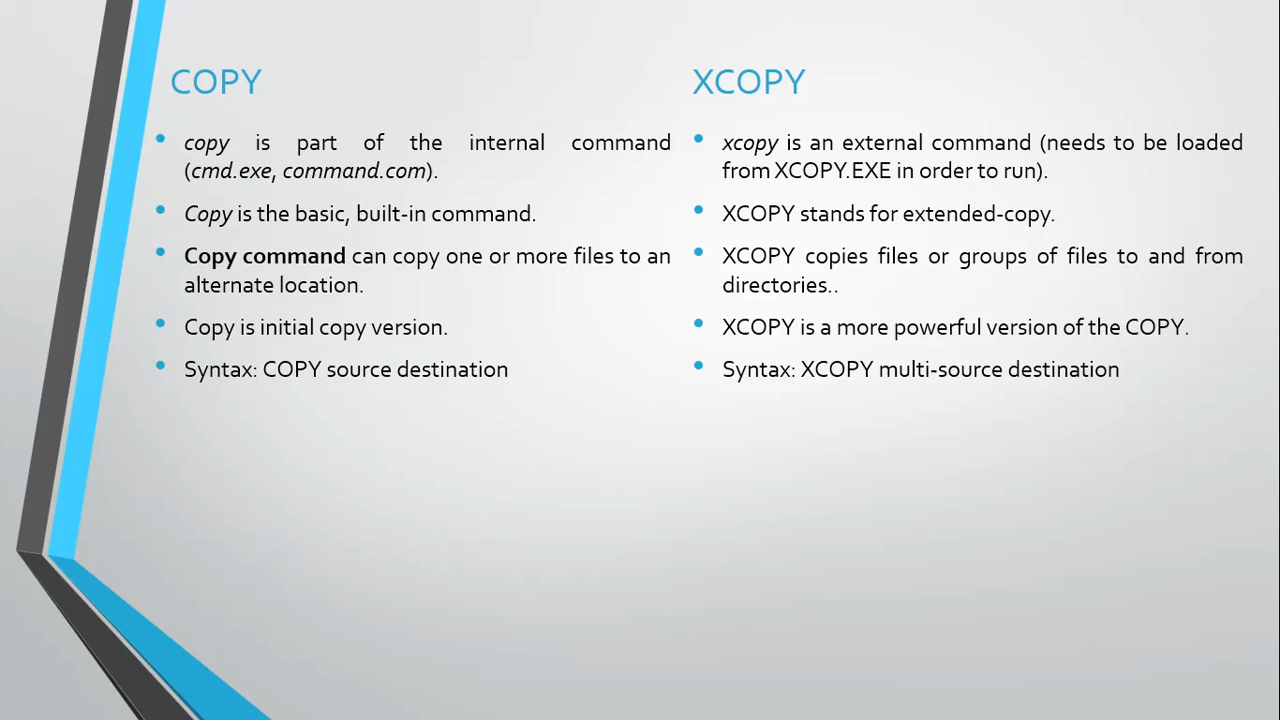 COPY
copy is part of the internal command
(cmd.exe, command.com).
Copy is the basic, built-in command.
Copy command can copy one or more files to an
alternate location.
Copy is initial copy version.
Syntax: COPY source destination
XCOPY
xcopy is an external command (needs to be loaded
from XCOPY.EXE in order to run).
XCOPY stands for extended-copy.
XCOPY copies files or groups of files to and from
directories..
XCOPY is a more powerful version of the COPY.
Syntax: XCOPY multi-source destination